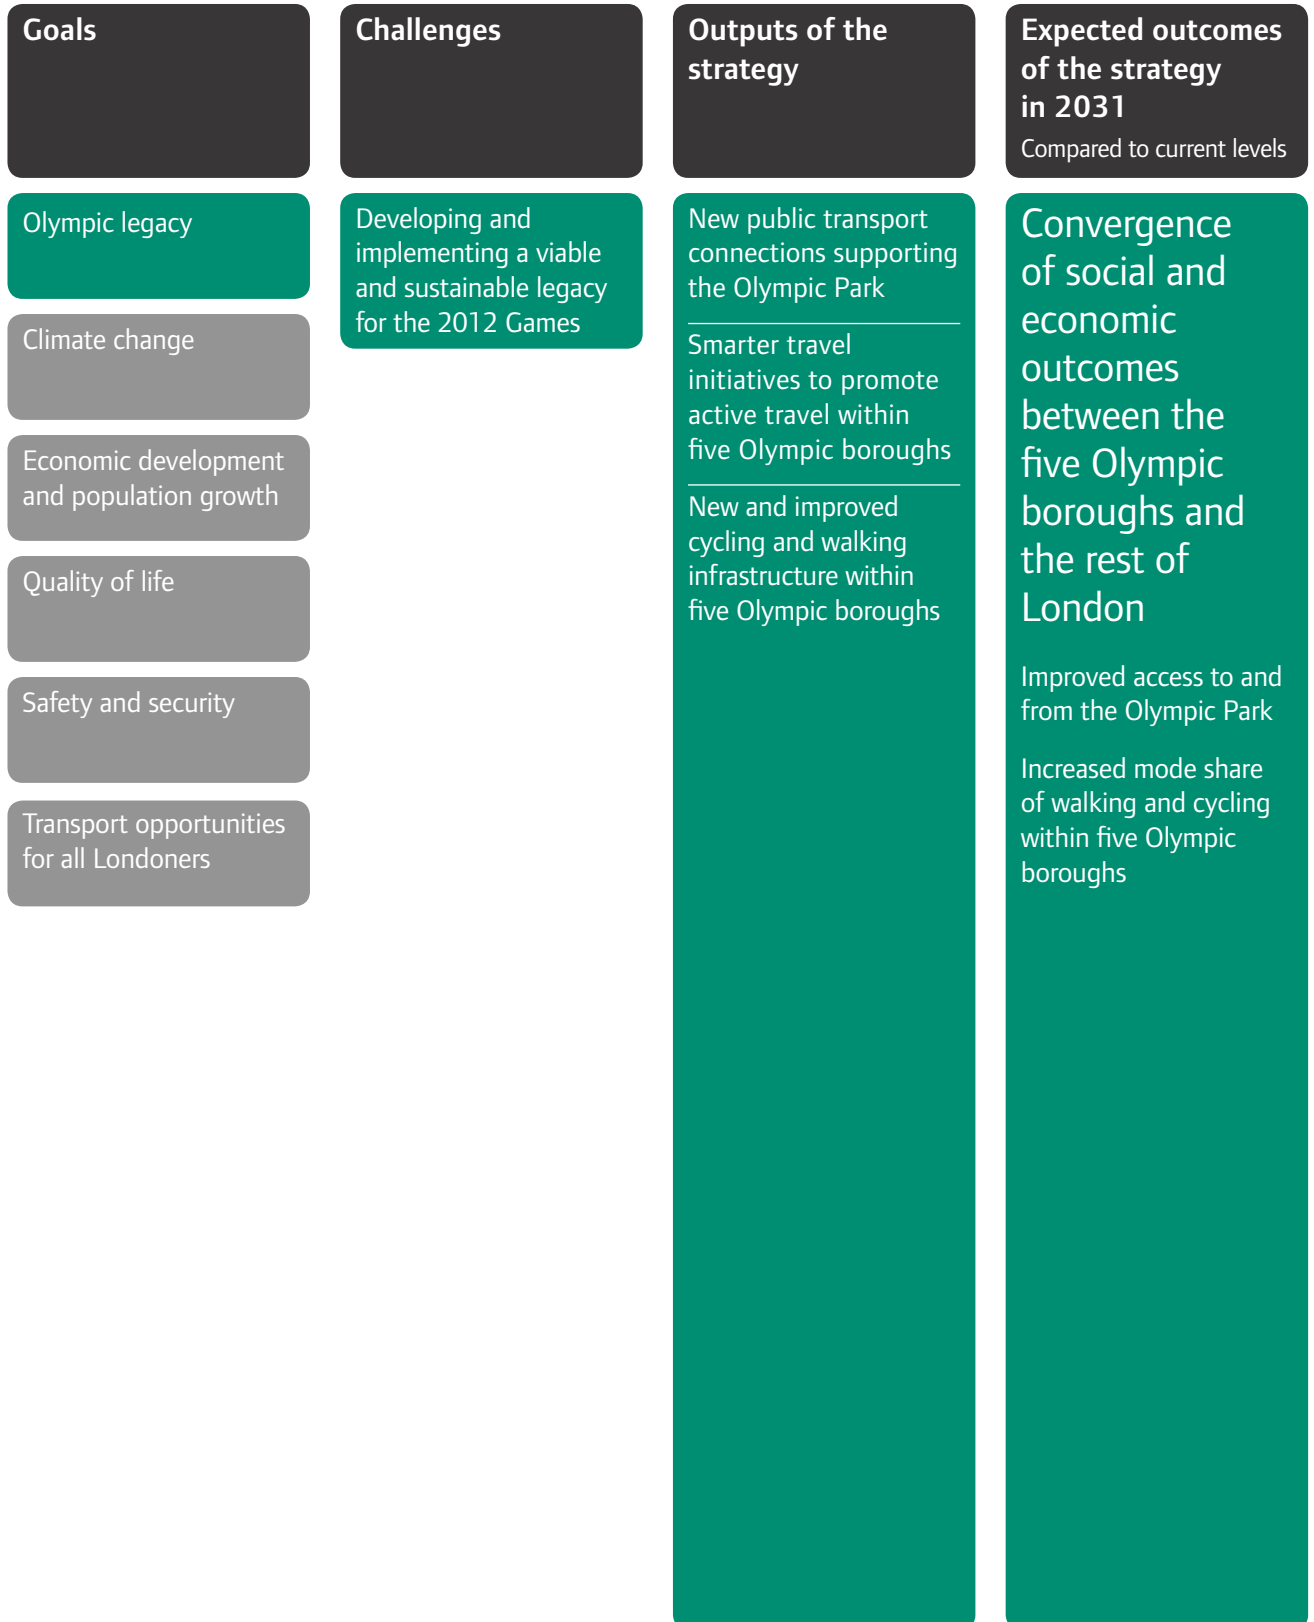 Goals
Challenges
Outputs of the
strategy
Expected outcomes
of the strategy
in 2031
Compared to current levels
Olympic legacy
Climate change
Economic development
and population growth
Quality of life
Safety and security
Transport opportunities
for all Londoners
Developing and
implementing a viable
and sustainable legacy
for the 2012 Games
New public transport
connections supporting
the Olympic Park
Smarter travel
initiatives to promote
active travel within
five Olympic boroughs
New and improved
cycling and walking
infrastructure within
five Olympic boroughs
Convergence
of social and
economic
outcomes
between the
five Olympic
boroughs and
the rest of
London
Improved access to and
from the Olympic Park
Increased mode share
of walking and cycling
within five Olympic
boroughs